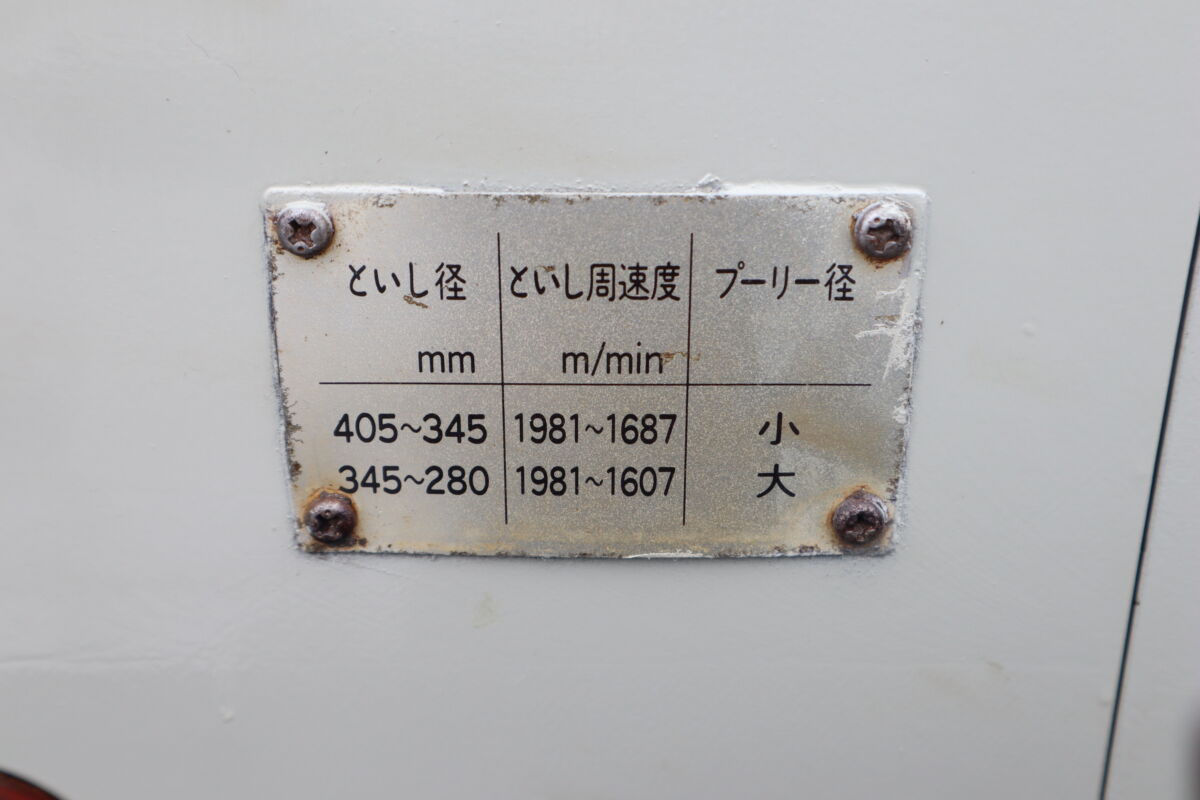 といし径 といし周速度 プーリー径
mm m/min
405~345 1981~1687 小
345~280 1981~1607 大